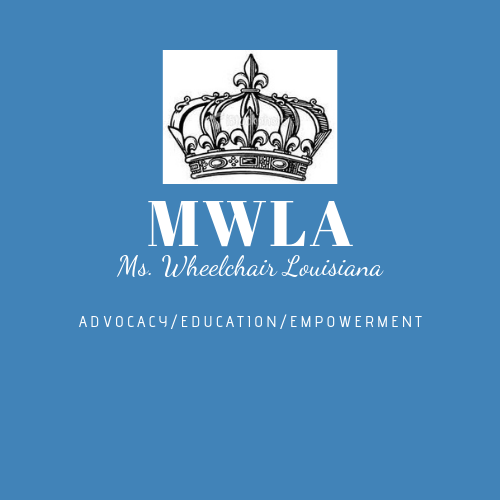 MWLA
Ms. Wheelchair Louisiana
ADVOCACY/EDUCATION/EMPOWERMENT